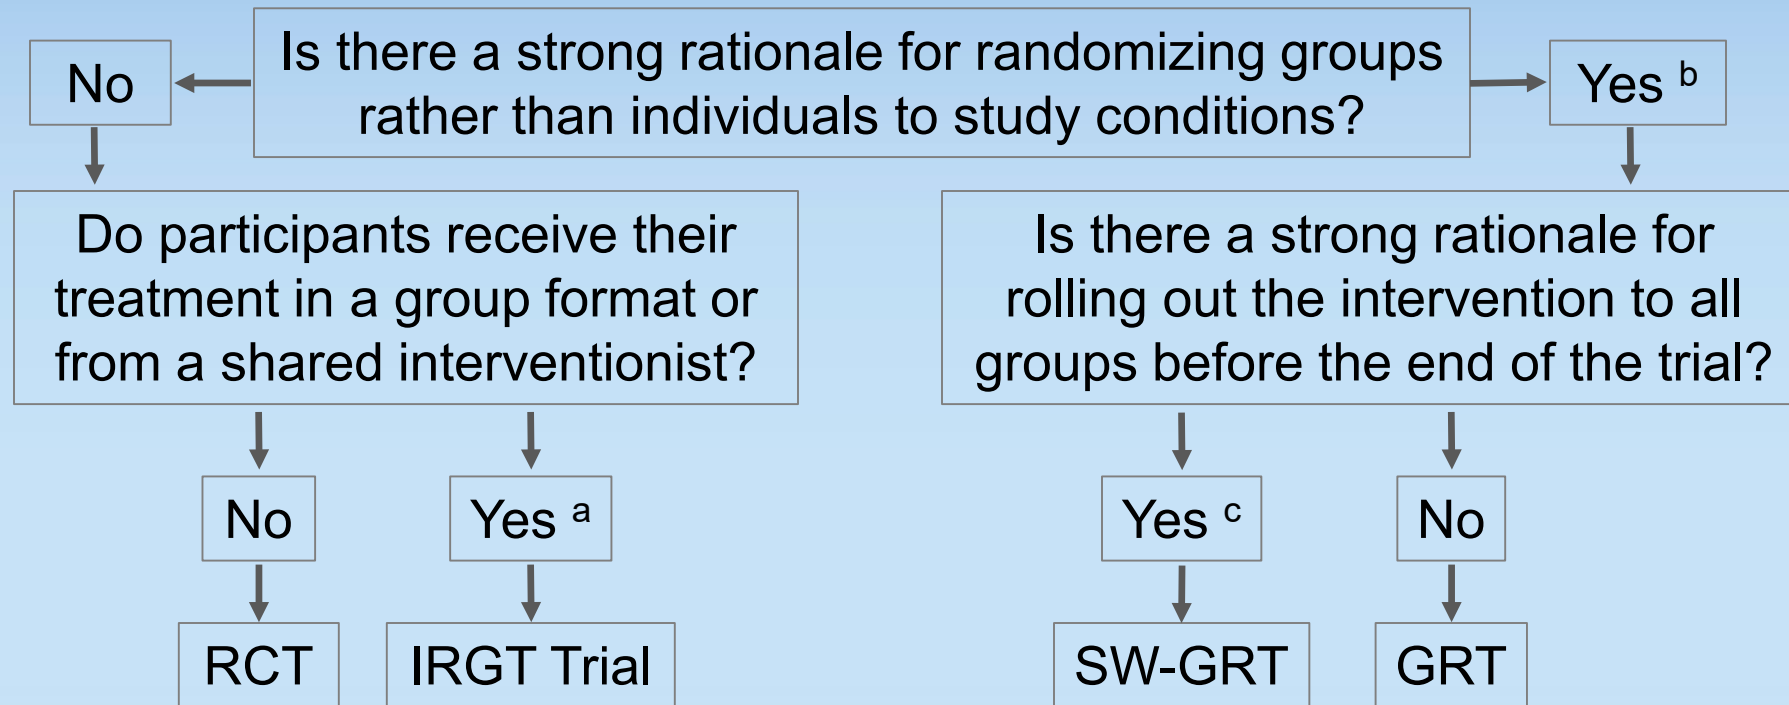 Is there a strong rationale for randomizing groups
rather than individuals to study conditions?
No
Yes ᵇ
Do participants receive their
treatment in a group format or
from a shared interventionist?
Is there a strong rationale for
rolling out the intervention to all
groups before the end of the trial?
No
Yes ᵃ
Yes ᶜ
No
RCT
IRGT Trial
SW-GRT
GRT